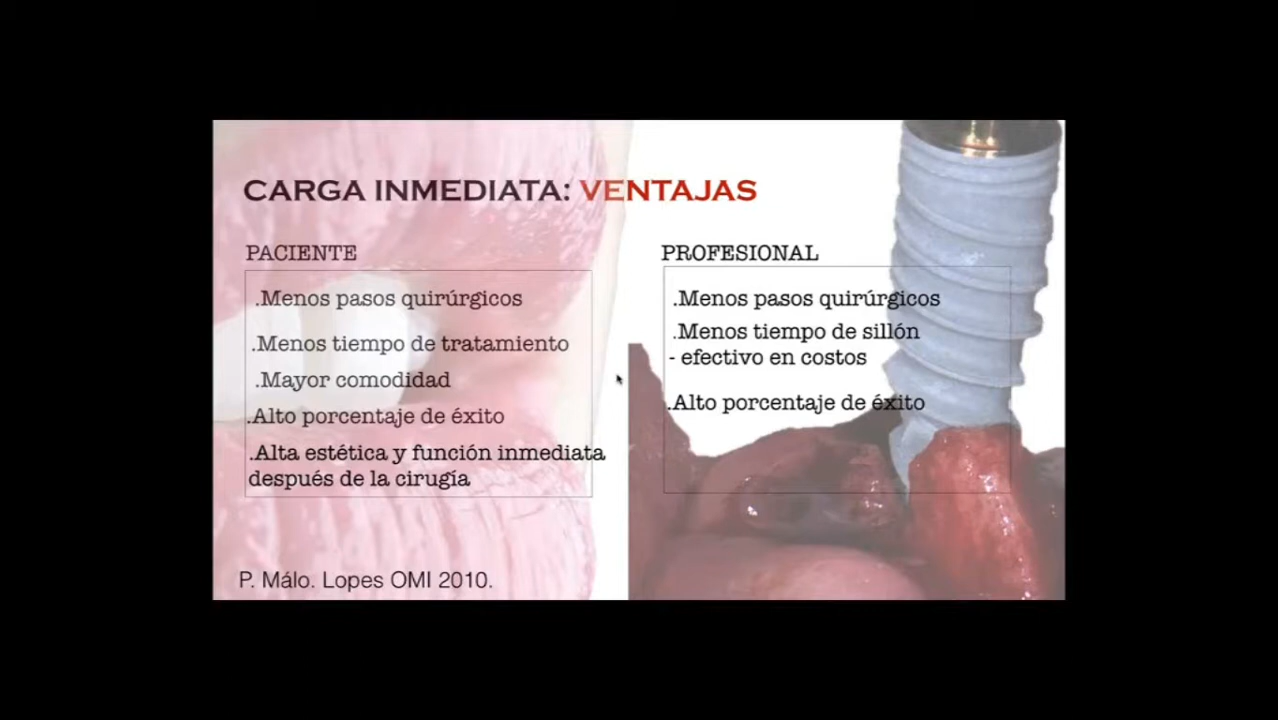 CARGA INMEDIATA: VENTAJAS
PACIENTE
.Menos pasos quirúrgicos
.Menos tiempo de tratamiento
.Mayor comodidad
.Alto porcentaje de éxito
.Alta estética y función inmediata
después de la cirugía
PROFESIONAL
.Menos pasos quirúrgicos
.Menos tiempo de sillón
- efectivo en costos
.Alto porcentaje de éxito
P. Málo. Lopes OMI 2010.